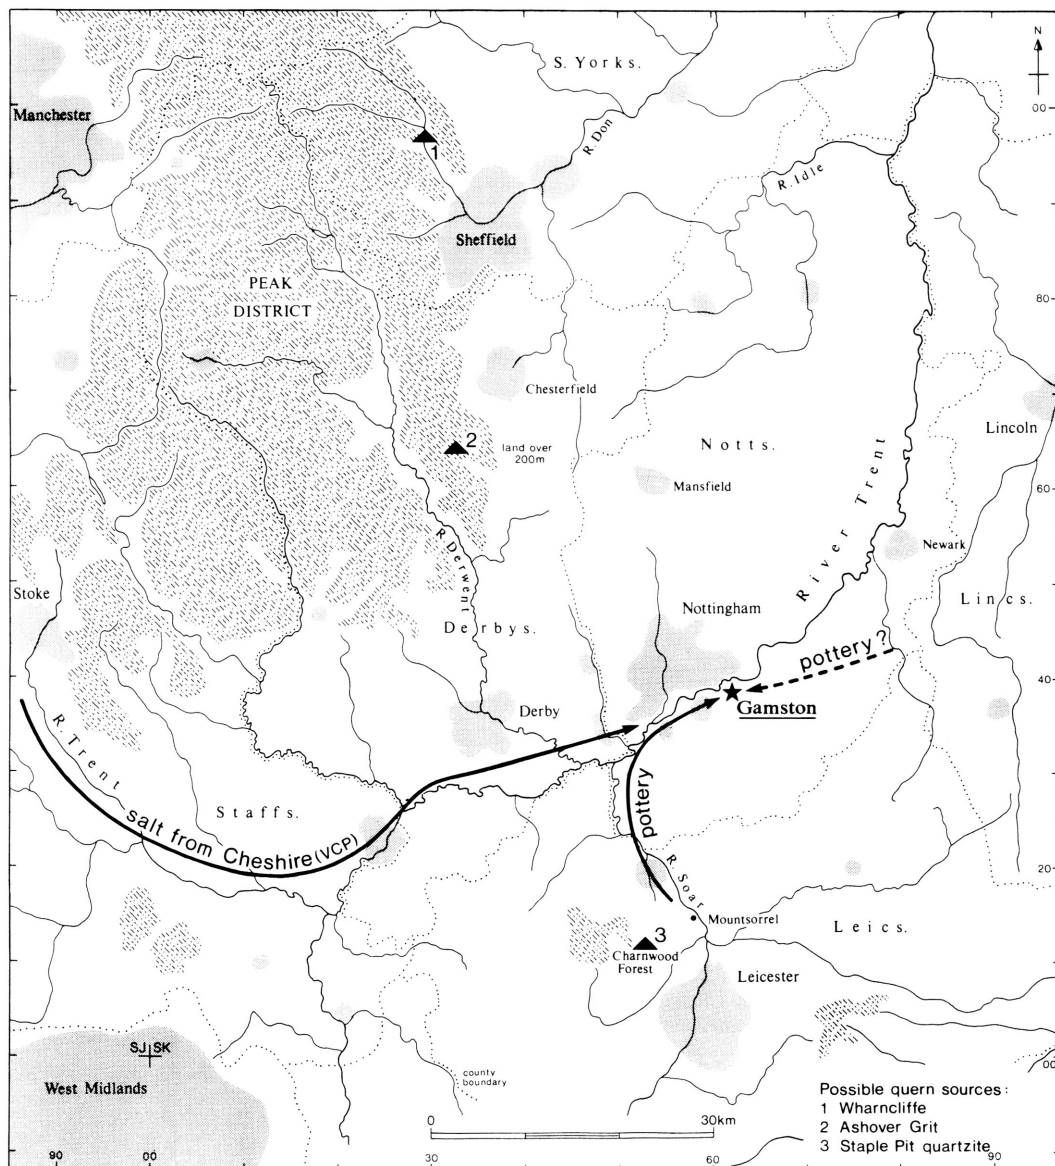 N
S. Yorks.
Manchester
00
1
R. Don
R. Idle
Sheffield
PEAK
DISTRICT
80
Chesterfield
Lincoln
2
land over
200m
Notts.
River Trent
Mansfield
60
R. Derwent
Newark
Stoke
Nottingham
Lincs.
Derbys.
pottery?
40
Gamston
Derby
R. Trent
pottery
Staffs.
salt from Cheshire (VCP)
20
R. Soar
Mountsorrel
Leics.
3
Charnwood
Forest
Leicester
SJ SK
00
West Midlands
county
boundary
Possible quern sources:
1 Wharncliffe
2 Ashover Grit
3 Staple Pit quartzite
0 30km
90 00 30 60 90